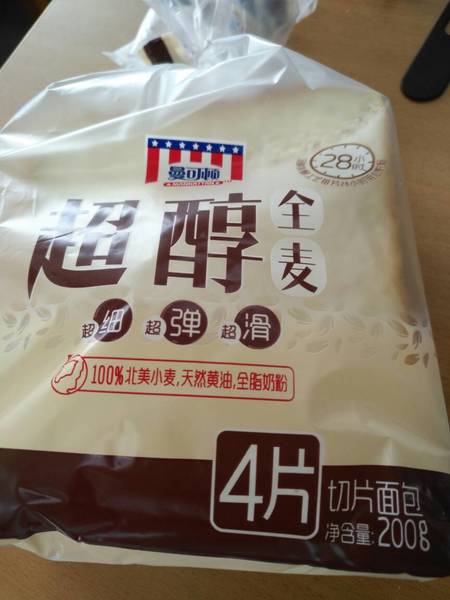 曼可顿
MANHATTAN
28小时
超醇全麦
超细 超弹 超滑
100%北美小麦,天然黄油,全脂奶粉
4片
切片面包
净含量:200g